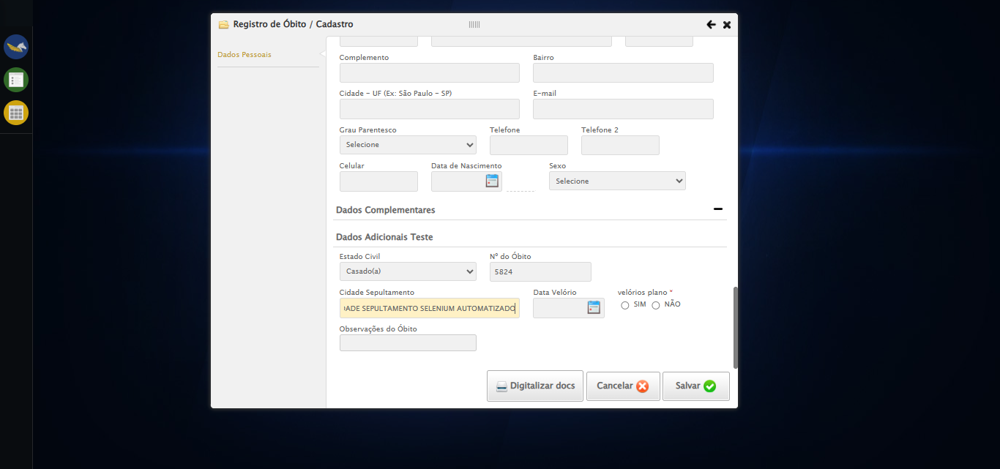 Registro de Óbito / Cadastro
Dados Pessoais
Complemento
Bairro
Cidade - UF (Ex: São Paulo - SP)
E-mail
Grau Parentesco
Telefone
Telefone 2
Selecione
Celular
Data de Nascimento
Sexo
Selecione
Dados Complementares
Dados Adicionais Teste
Estado Civil
Nº do Óbito
Casado(a)
5824
Cidade Sepultamento
Data Velório
velórios plano *
SEPULTAMENTO SELENIUM AUTOMATIZADO
SIM
NÃO
Observações do Óbito
Digitalizar docs
Cancelar
Salvar